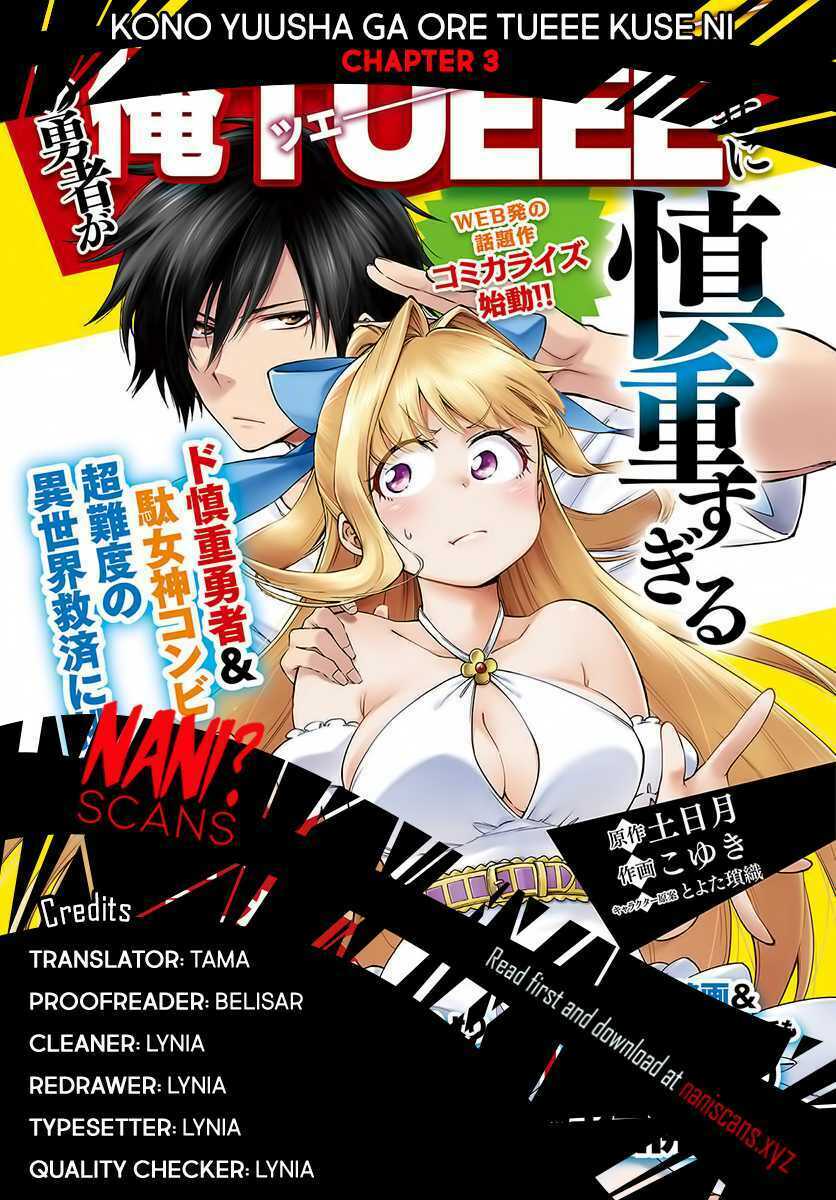 KONO YUUSHA GA ORE TUEEE KUSE NI
CHAPTER 3
勇者が
俺TUEEE
ツエー
に
慎重すぎる
WEB発の
話題作
コミカライズ
始動!!
ド慎重勇者&
駄女神コンビ
超難度の
異世界救済に
NANI?
SCANS
原作 土日月
作画 こゆき
キャラクター原案 とよた瑣織
Credits
TRANSLATOR: TAMA
PROOFREADER: BELISAR
CLEANER: LYNIA
REDRAWER: LYNIA
TYPESETTER: LYNIA
QUALITY CHECKER: LYNIA
Read first and download at naniscans.xyz